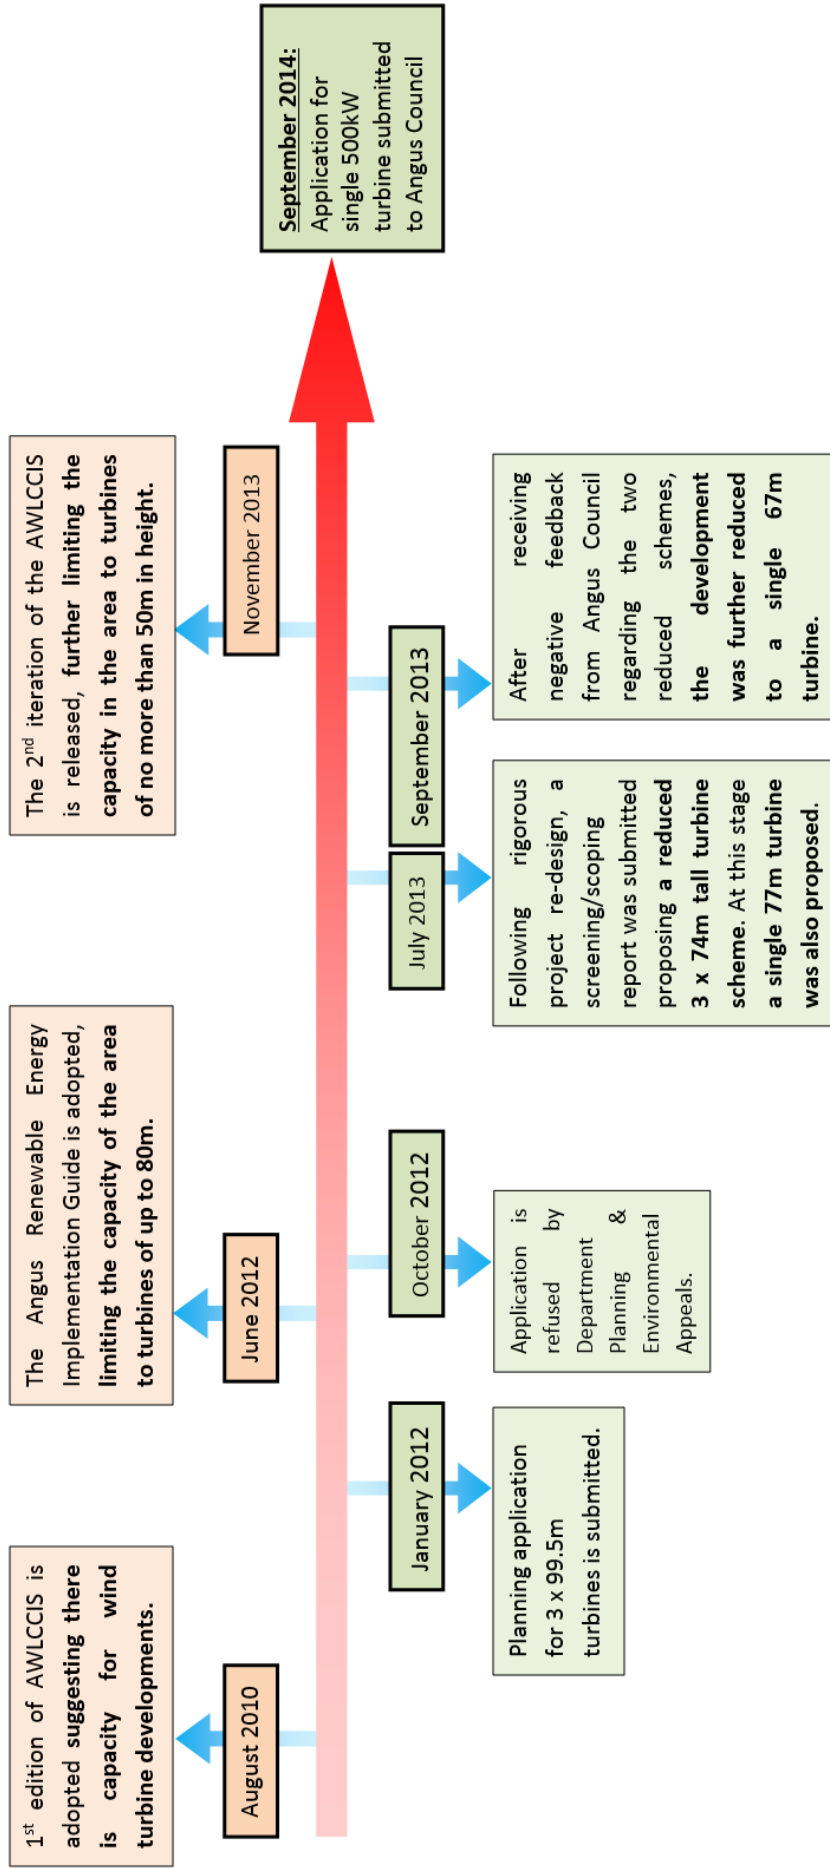 1st edition of AWLCCIS is
adopted suggesting there
is capacity for wind
turbine developments.
August 2010
The Angus Renewable Energy
Implementation Guide is adopted,
limiting the capacity of the area
to turbines of up to 80m.
June 2012
The 2nd iteration of the AWLCCIS
is released, further limiting the
capacity in the area to turbines
of no more than 50m in height.
November 2013
September 2014:
Application for
single 500kW
turbine submitted
to Angus Council
January 2012
Planning application
for 3 x 99.5m
turbines is submitted.
October 2012
Application is
refused by
Department
Planning &
Environmental
Appeals.
July 2013
Following rigorous
project re-design, a
screening/scoping
report was submitted
proposing a reduced
3 x 74m tall turbine
scheme. At this stage
a single 77m turbine
was also proposed.
September 2013
After receiving
negative feedback
from Angus Council
regarding the two
reduced schemes,
the development
was further reduced
to a single 67m
turbine.